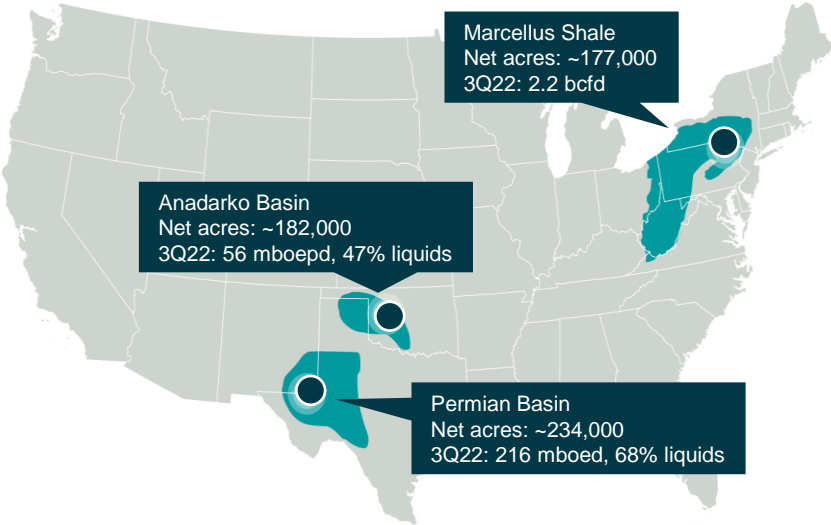 Marcellus Shale
Net acres: ~177,000
3Q22: 2.2 bcfd
Anadarko Basin
Net acres: ~182,000
3Q22: 56 mboepd, 47% liquids
Permian Basin
Net acres: ~234,000
3Q22: 216 mboed, 68% liquids